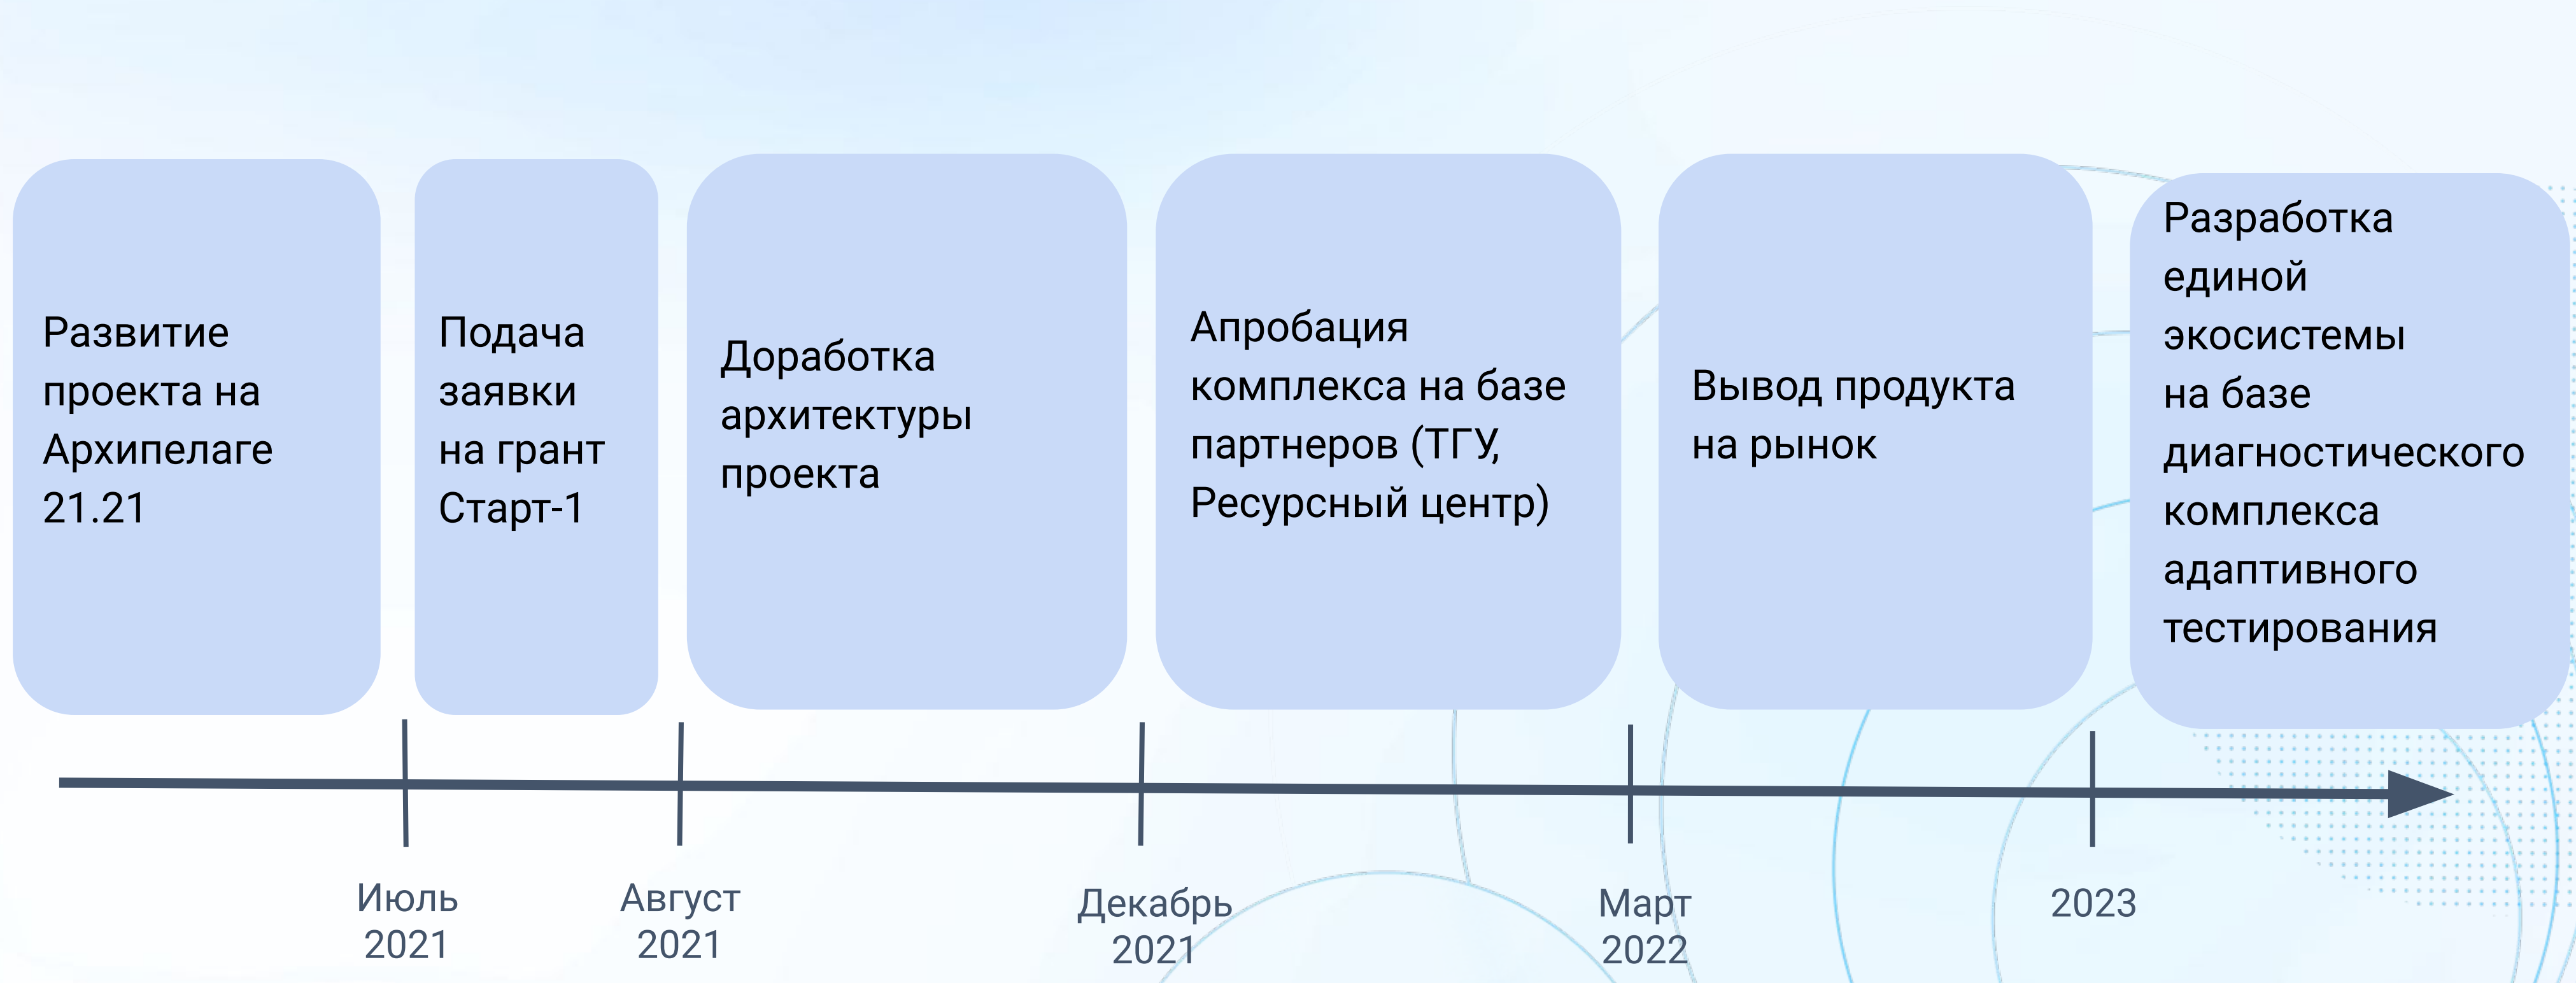 Развитие
проекта на
Архипелаге
21.21
Подача
заявки
на грант
Старт-1
Доработка
архитектуры
проекта
Апробация
комплекса на базе
партнеров (ТГУ,
Ресурсный центр)
Вывод продукта
на рынок
Разработка
единой
экосистемы
на базе
диагностического
комплекса
адаптивного
тестирования
Июль
2021
Август
2021
Декабрь
2021
Март
2022
2023